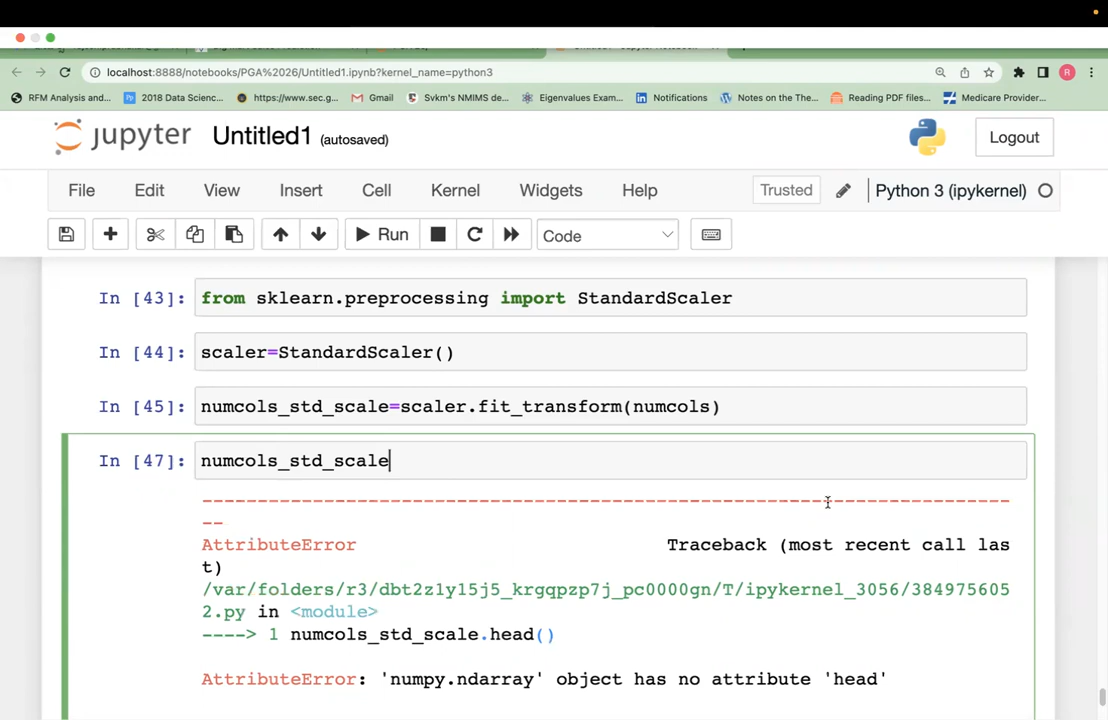 localhost:8888/notebooks/PGA%2026/Untitled1.ipynb?kernel_name=python3
R
RFM Analysis and... 2018 Data Scienc... https://www.sec.g... Gmail Svkm's NMIMS de... Eigenvalues Exam... Notifications Notes on the The... Reading PDF files... Medicare Provider...
jupyter Untitled1 (autosaved) Logout
File Edit View Insert Cell Kernel Widgets Help Trusted Python 3 (ipykernel)
Run Code
In [43]: from sklearn.preprocessing import StandardScaler
In [44]: scaler=StandardScaler()
In [45]: numcols_std_scale=scaler.fit_transform(numcols)
In [47]: numcols_std_scale
---------------------------------------------------------------------------
--
AttributeError Traceback (most recent call las
t)
/var/folders/r3/dbt2z1y15j5_krgqpzp7j_pc0000gn/T/ipykernel_3056/384975605
2.py in <module>
----> 1 numcols_std_scale.head()
AttributeError: 'numpy.ndarray' object has no attribute 'head'